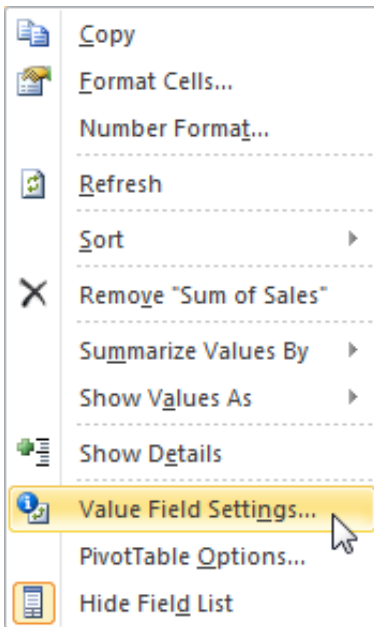 Copy
Format Cells...
Number Format...
Refresh
Sort
Remove "Sum of Sales"
Summarize Values By
Show Values As
Show Details
Value Field Settings...
PivotTable Options...
Hide Field List